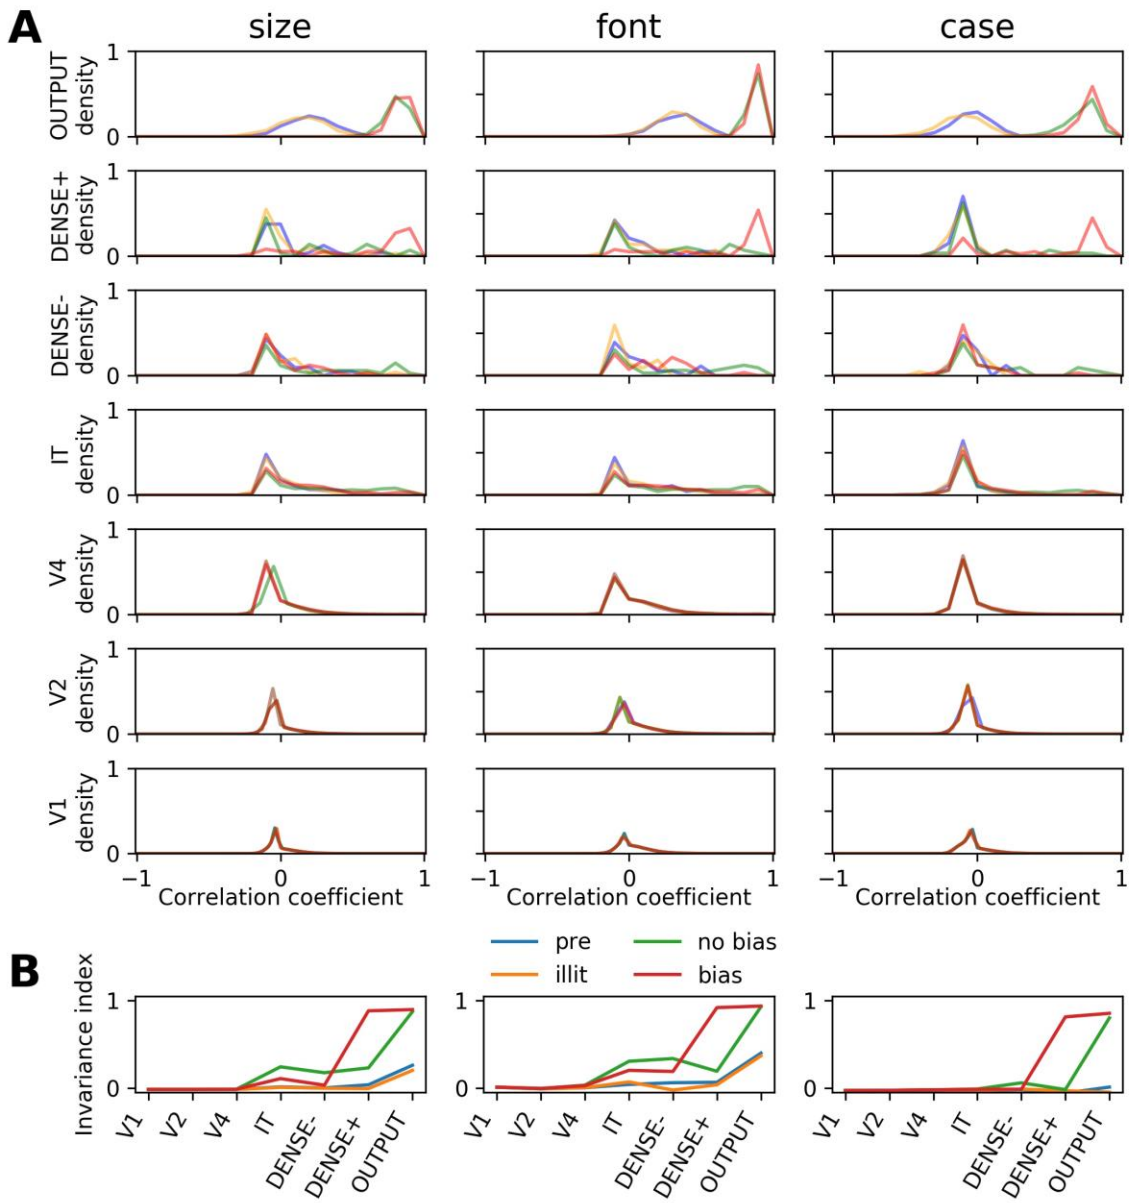 A
size font case
OUTPUT
density
1
0
DENSE+
density
1
0
DENSE-
density
1
0
IT
density
1
0
V4
density
1
0
V2
density
1
0
V1
density
1
0
−1 0 1 −1 0 1 −1 0 1
Correlation coefficient Correlation coefficient Correlation coefficient
pre no bias
illit bias
B
Invariance index
1 1 1
0 0 0
V1 V2 V4 IT DENSE- DENSE+ OUTPUT V1 V2 V4 IT DENSE- DENSE+ OUTPUT V1 V2 V4 IT DENSE- DENSE+ OUTPUT